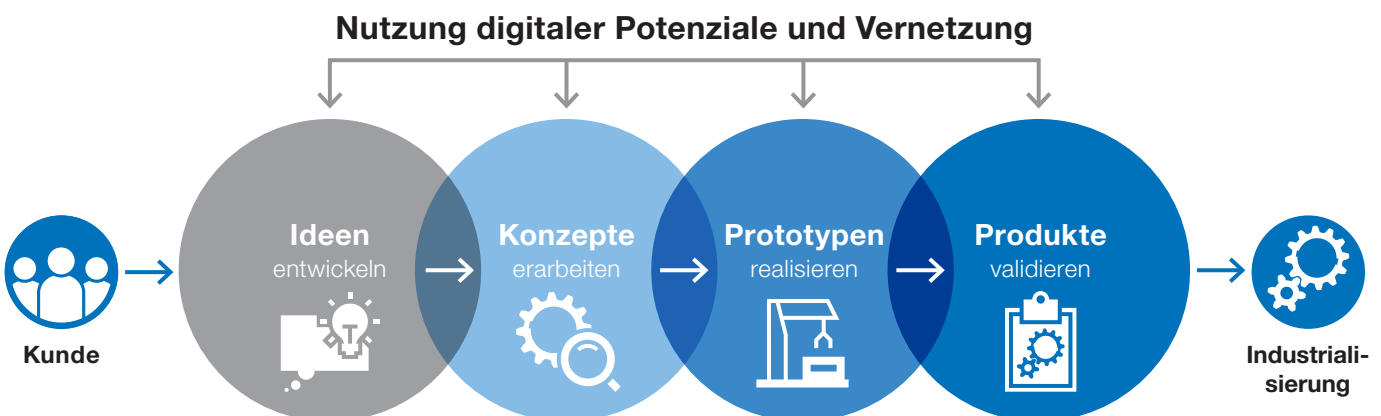 Nutzung digitaler Potenziale und Vernetzung
Ideen
entwickeln
Konzepte
erarbeiten
Prototypen
realisieren
Produkte
validieren
Kunde
Industriali-
sierung